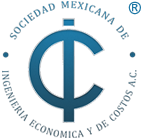 SOCIEDAD MEXICANA DE
INGENIERIA ECONOMICA Y DE COSTOS A.C.
®